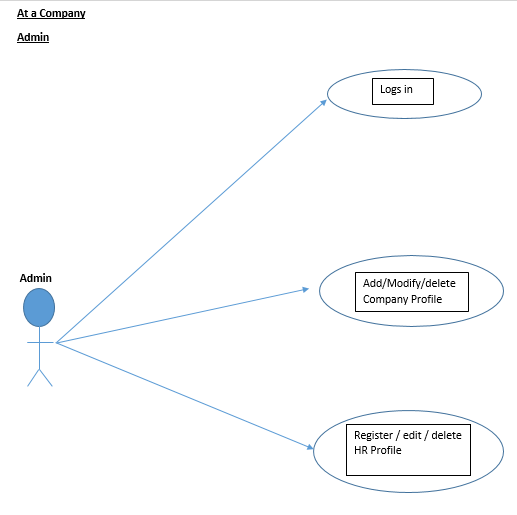 At a Company
Admin
Logs in
Admin
Add/Modify/delete
Company Profile
Register / edit / delete
HR Profile